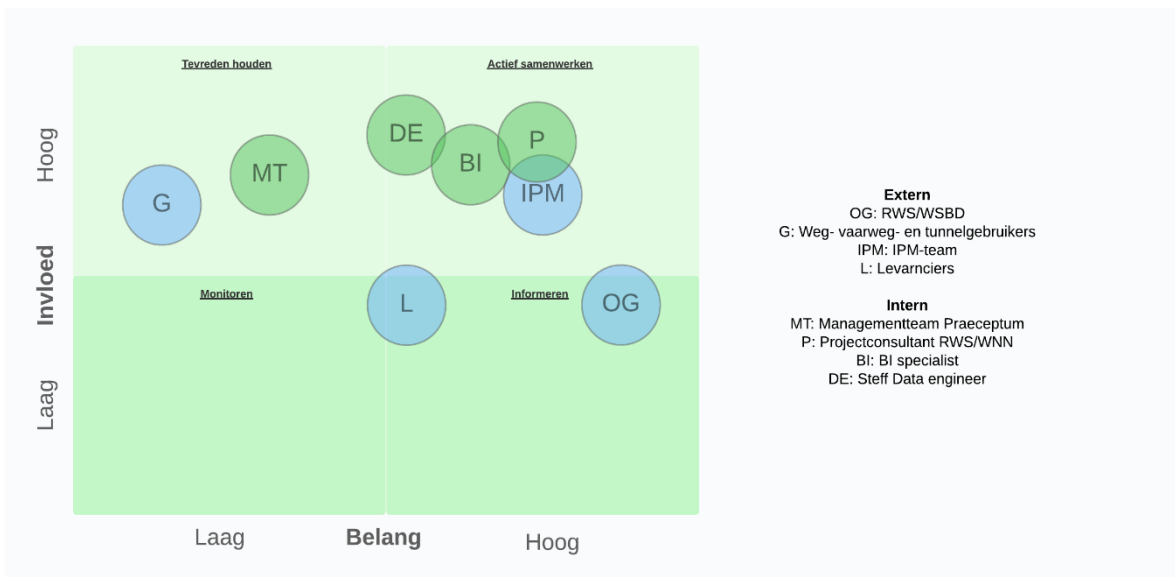 Tevreden houden
Actief samenwerken
Hoog
DE
P
BI
MT
IPM
G
Invloed
Monitoren
Informeren
L
OG
Laag
Laag
Belang
Hoog
Extern
OG: RWS/WSBD
G: Weg- vaarweg- en tunnelgebruikers
IPM: IPM-team
L: Levarnciers
Intern
MT: Managementteam Praeceptum
P: Projectconsultant RWS/WNN
BI: BI specialist
DE: Steff Data engineer